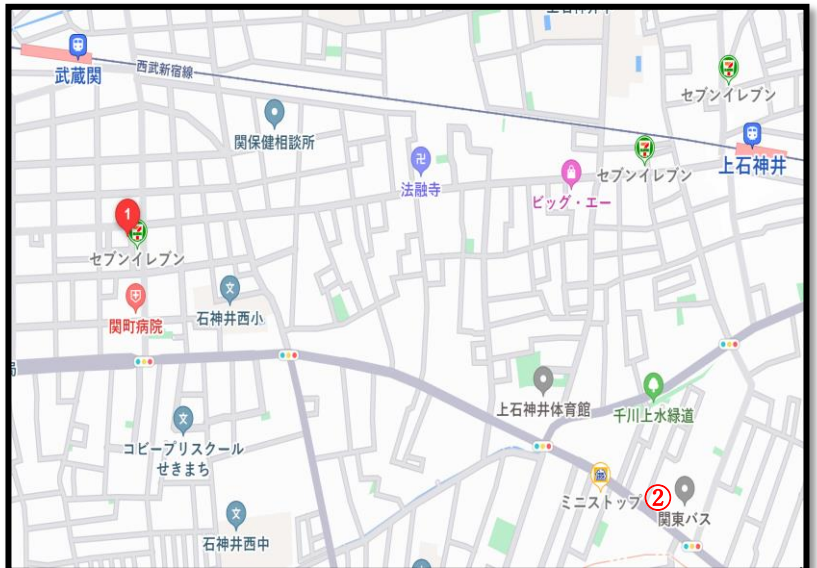 武蔵関
西武新宿線
関保健相談所
セブンイレブン
上石神井
セブンイレブン
法融寺
ビッグ・エー
1
セブンイレブン
関町病院
石神井西小
上石神井体育館
千川上水緑道
コビープリスクール
せきまち
ミニストップ
②
関東バス
石神井西中